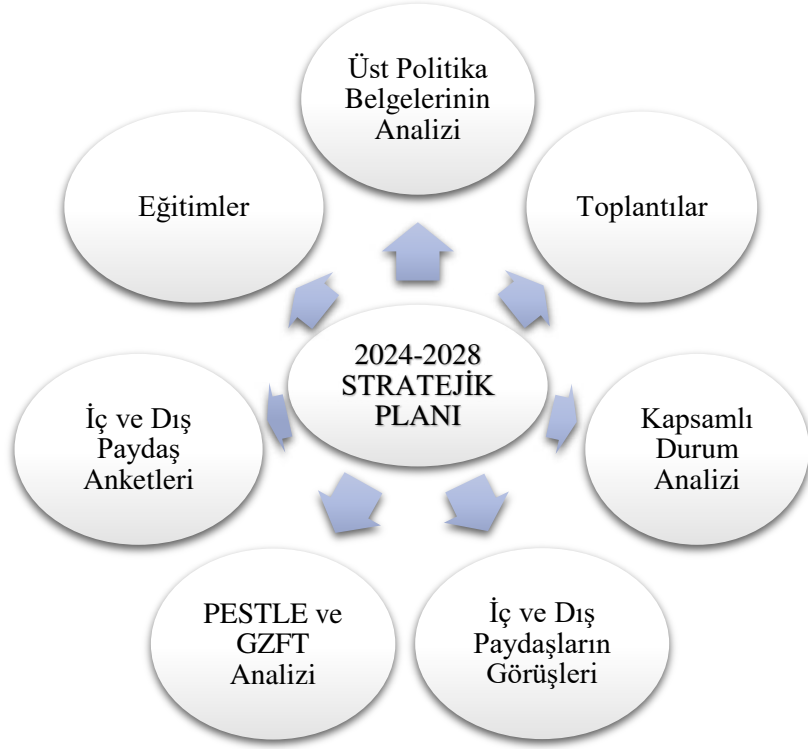 Üst Politika
Belgelerinin
Analizi
Toplantılar
Kapsamlı
Durum
Analizi
İç ve Dış
Paydaşların
Görüşleri
PESTLE ve
GZFT
Analizi
İç ve Dış
Paydaş
Anketleri
Eğitimler
2024-2028
STRATEJİK
PLANI